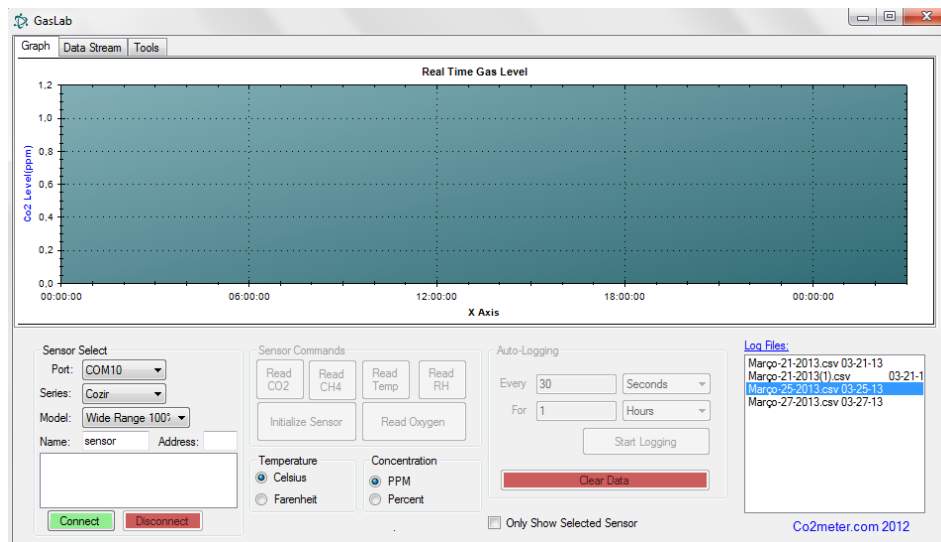 GasLab
Graph Data Stream Tools
Real Time Gas Level
Co2 Level(ppm)
1,2
1,0
0,8
0,6
0,4
0,2
0,0
00:00:00 06:00:00 12:00:00 18:00:00 00:00:00
X Axis
Sensor Select
Port: COM10
Series: Cozir
Model: Wide Range 100%
Name: sensor Address:
Connect Disconnect
Sensor Commands
Read CO2 Read CH4 Read Temp Read RH
Initialize Sensor Read Oxygen
Temperature
Celsius
Farenheit
Concentration
PPM
Percent
Auto-Logging
Every 30 Seconds
For 1 Hours
Start Logging
Clear Data
Only Show Selected Sensor
Log Files:
Março-21-2013.csv 03-21-13
Março-21-2013(1).csv 03-21-1
Março-25-2013.csv 03-25-13
Março-27-2013.csv 03-27-13
Co2meter.com 2012